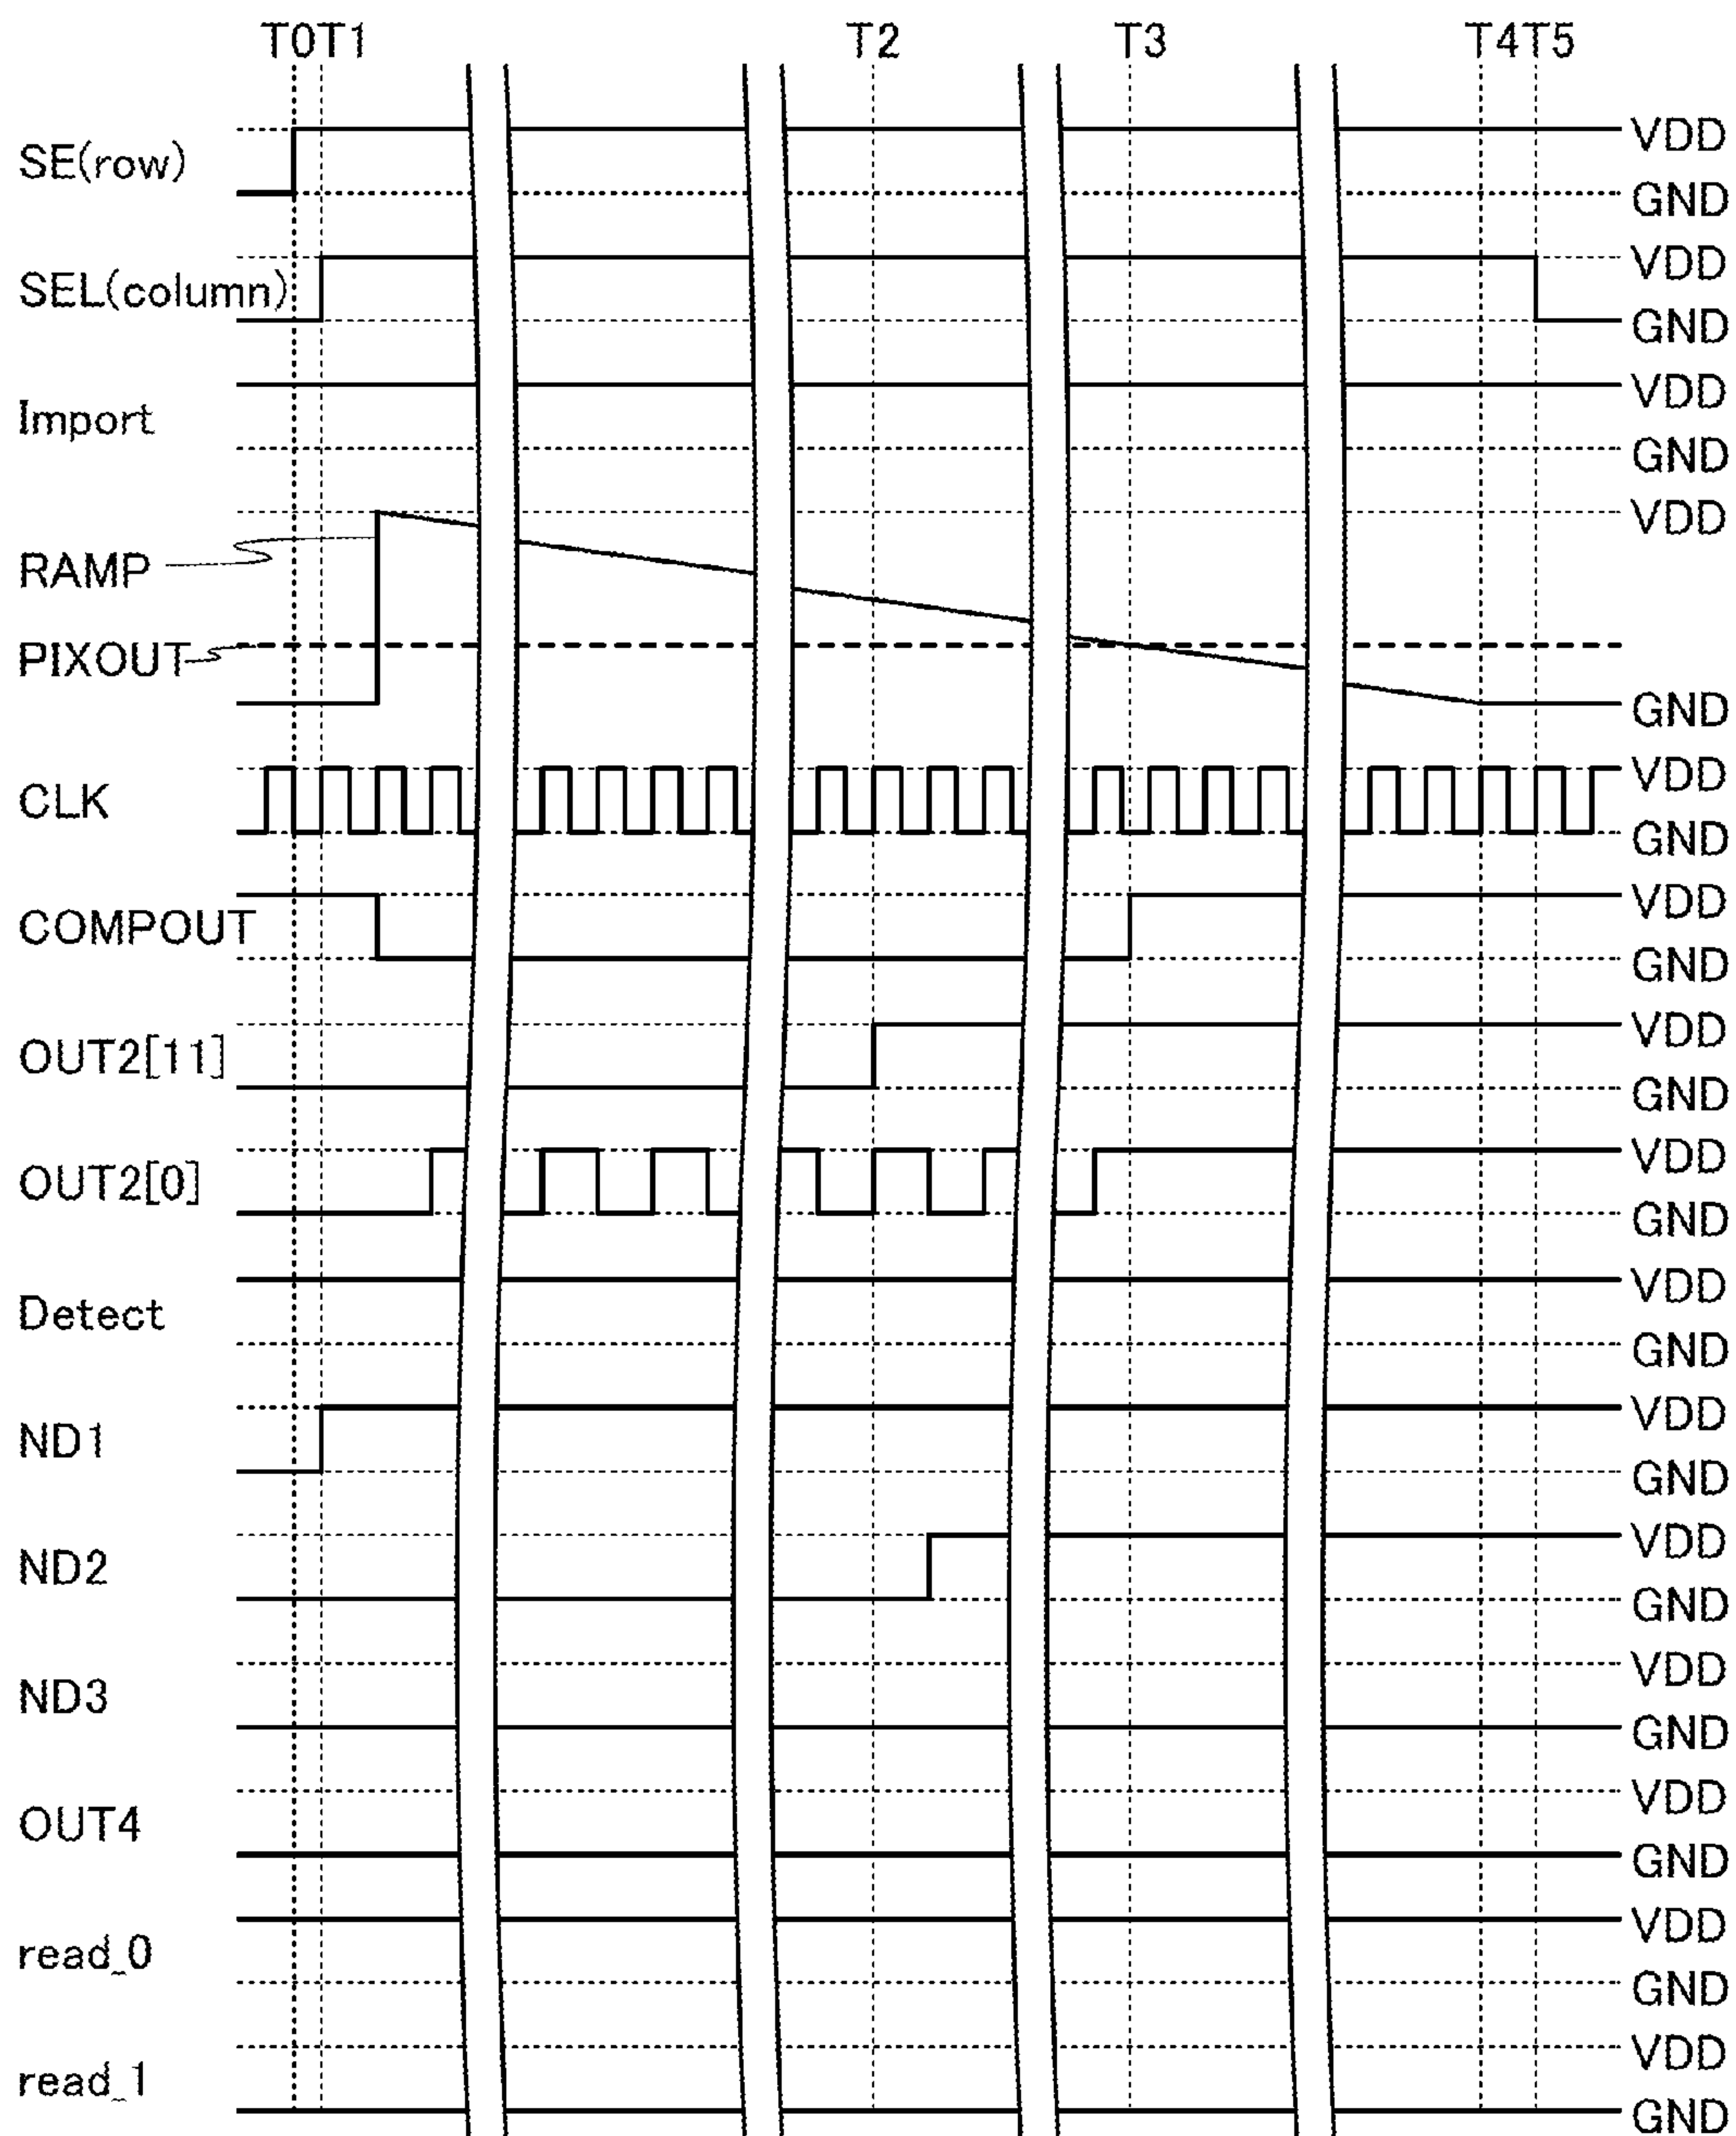 T0T1 T2 T3 T4T5
SE(row) VDD
GND
SEL(column) VDD
GND
Import VDD
GND
VDD
RAMP
PIXOUT
GND
CLK VDD
GND
COMPOUT VDD
GND
OUT2[11] VDD
GND
OUT2[0] VDD
GND
Detect VDD
GND
ND1 VDD
GND
ND2 VDD
GND
ND3 VDD
GND
OUT4 VDD
GND
read_0 VDD
GND
read_1 VDD
GND